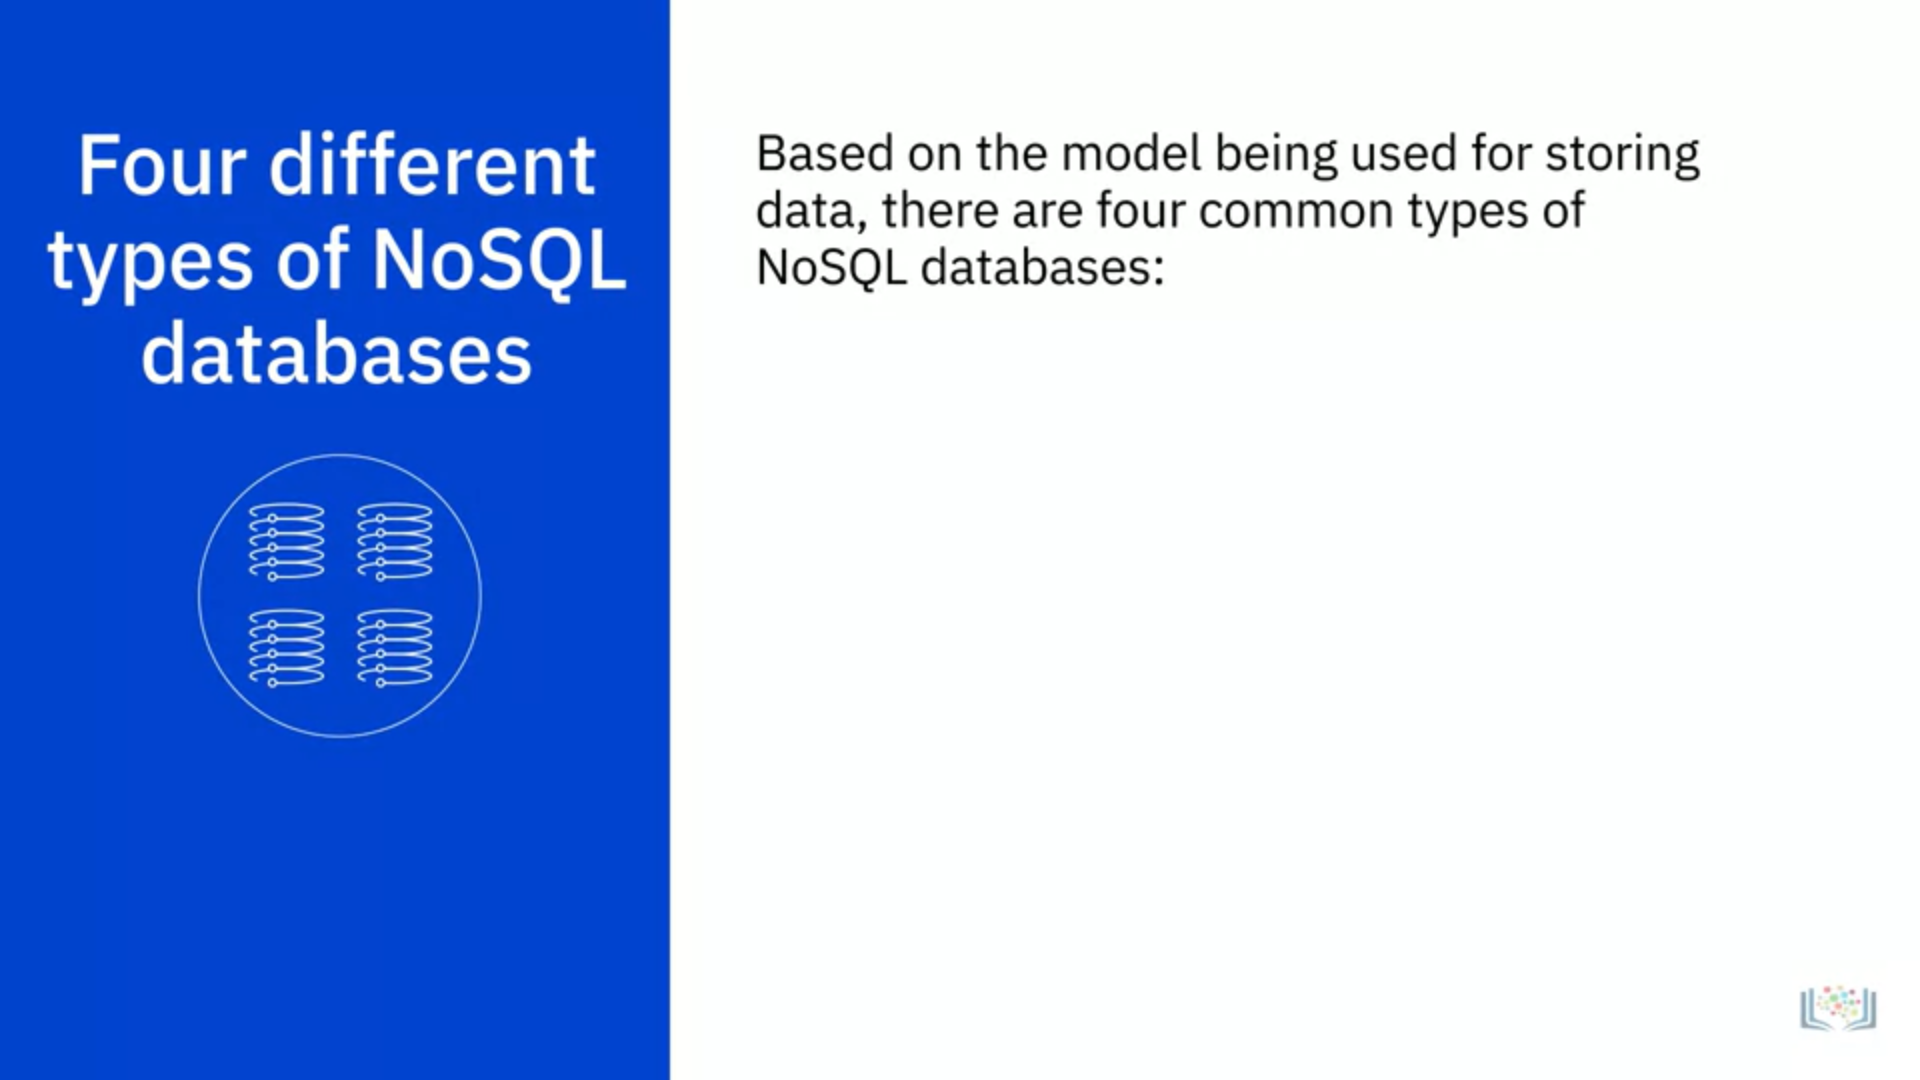 Four different
types of NoSQL
databases
Based on the model being used for storing
data, there are four common types of
NoSQL databases: